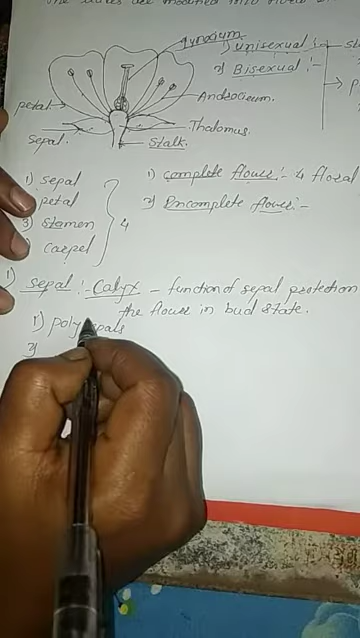 Gynoecium.
1) unisexual :-
2) Bisexual :-
petal
Androecium.
Sepal.
Thalamus.
Stalk.
1) sepal
petal
3) stamen
carpel
4
1) complete flower :- 4 floral
2) Incomplete flower :-
1) sepal :- Calyx - function of sepal protection
the flower in bud state.
1) poly
2)